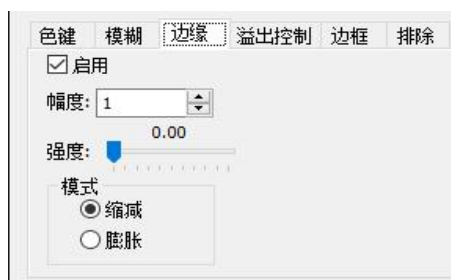 色键 模糊 边缘 溢出控制 边框 排除
启用
幅度: 1
0.00
强度:
模式
缩减
膨胀